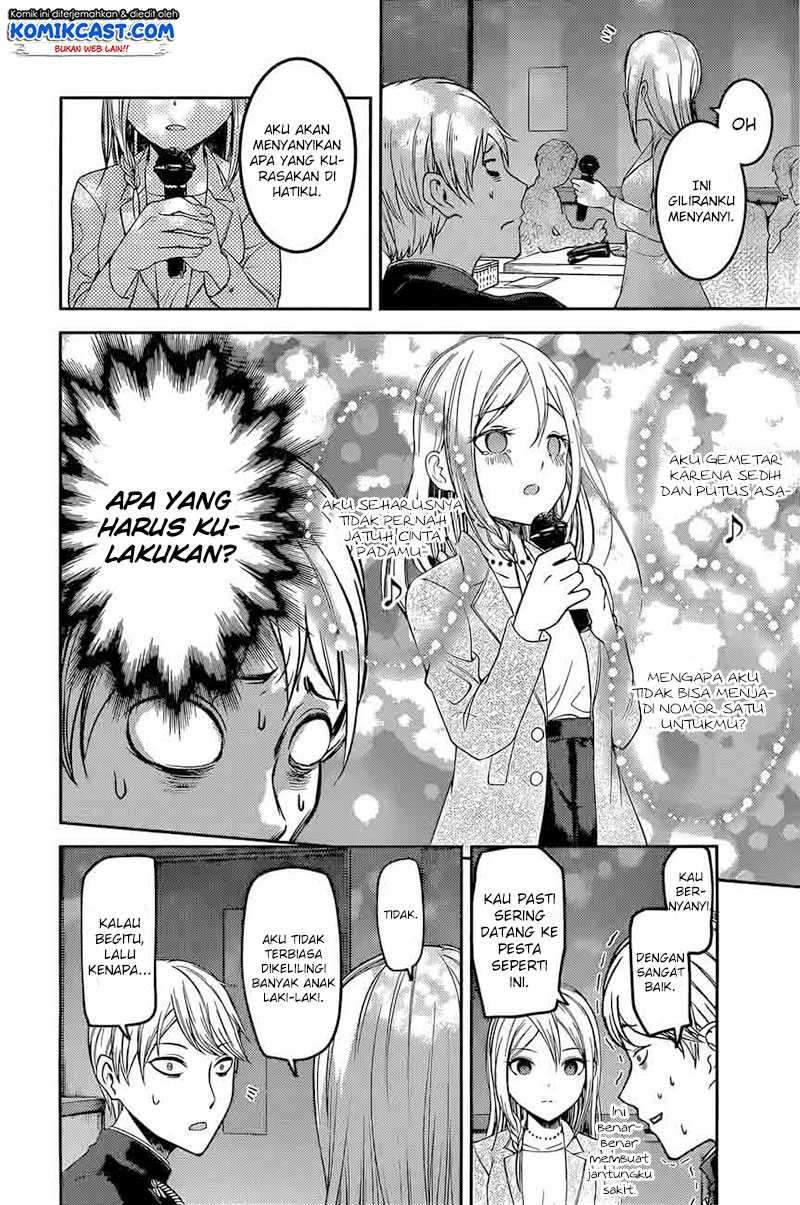 Komik ini diterjemahkan & diedit oleh
KOMIKCAST.COM
BUKAN WEB LAIN!!
OH
INI
GILIRANKU
MENYANYI.
AKU AKAN
MENYANYIKAN
APA YANG KU-
RASAKAN DI
HATIKU.
AKU GEMETAR
KARENA SEDIH
DAN PUTUS ASA~
AKU SEHARUSNYA
TIDAK PERNAH
JATUH CINTA
PADAMU~
MENGAPA AKU
TIDAK BISA MENJA-
DI NOMOR SATU
UNTUKMU?
APA YANG
HARUS KU-
LAKUKAN?
KAU
BER-
NYANYI
DENGAN
SANGAT
BAIK.
Ini
Benar-
Benar
membuat
jantungku
sakit.
KAU PASTI
SERING
DATANG KE
PESTA
SEPERTI
INI.
TIDAK.
AKU TIDAK
TERBIASA
DIKELILINGI
BANYAK ANAK
LAKI-LAKI.
KALAU
BEGITU,
LALU
KENAPA...